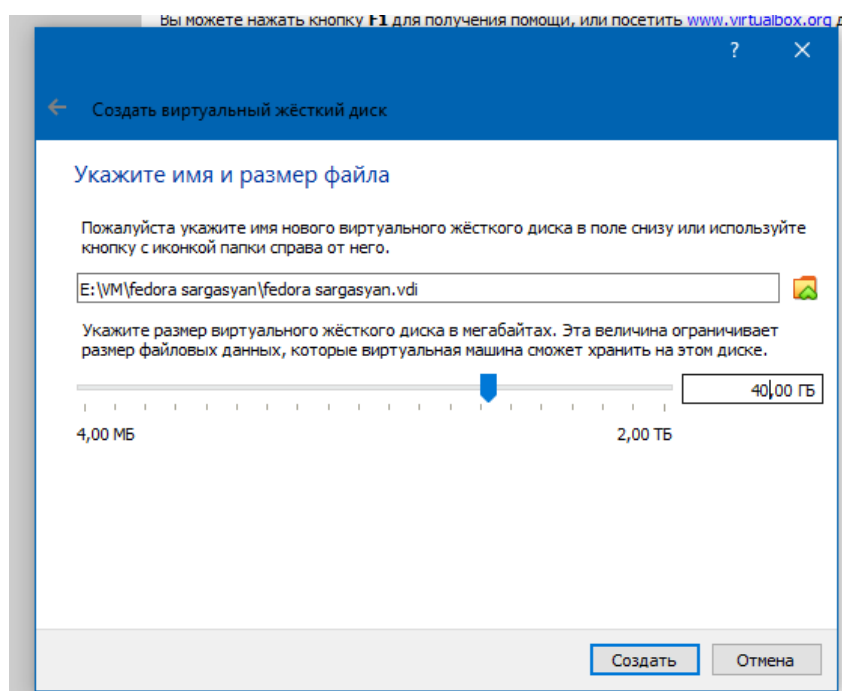 Вы можете нажать кнопку F1 для получения помощи, или посетить www.virtualbox.org
?
Создать виртуальный жёсткий диск
Укажите имя и размер файла
Пожалуйста укажите имя нового виртуального жёсткого диска в поле снизу или используйте
кнопку с иконкой папки справа от него.
E:\VM\fedora sargasyan\fedora sargasyan.vdi
Укажите размер виртуального жёсткого диска в мегабайтах. Эта величина ограничивает
размер файловых данных, которые виртуальная машина сможет хранить на этом диске.
40,00 ГБ
4,00 МБ 2,00 ТБ
Создать Отмена